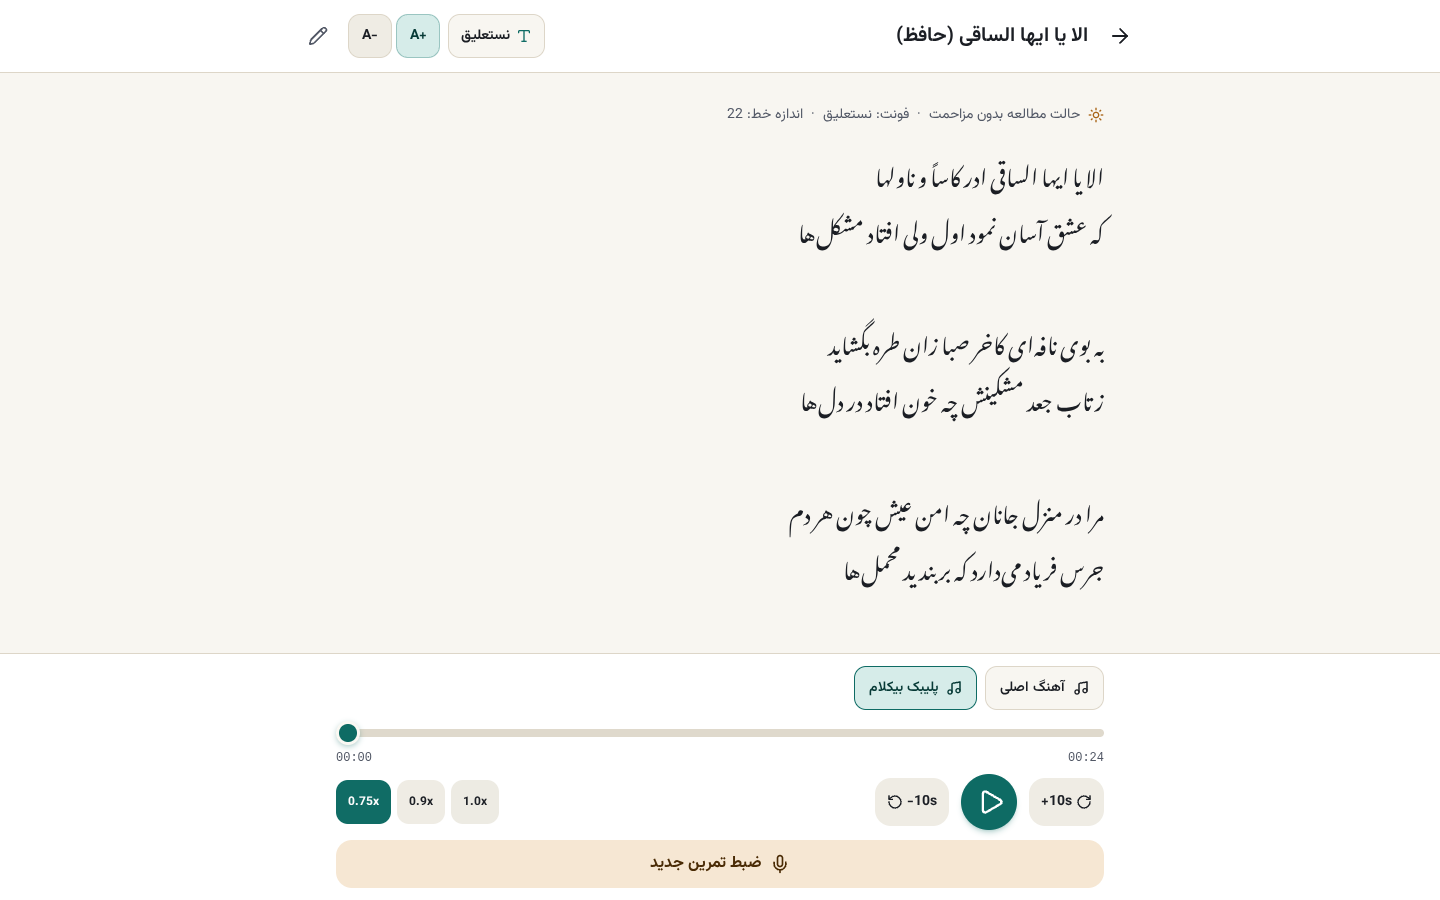 الا یا ایها الساقی (حافظ)
نستعلیق
A+
A-
حالت مطالعه بدون مزاحمت · فونت: نستعلیق · اندازه خط: 22
الا یا ایها الساقی ادر کاساً و ناولها
که عشق آسان نمود اول ولی افتاد مشکل‌ها
به بوی نافه‌ای کاخر صبا زان طره بگشاید
ز تاب جعد مشکینش چه خون افتاد در دل‌ها
مرا در منزل جانان چه امن عیش چون هر دم
جرس فریاد می‌دارد که بربندید محمل‌ها
آهنگ اصلی
پلیبک بیکلام
00:00
00:24
+10s
-10s
1.0x
0.9x
0.75x
ضبط تمرین جدید